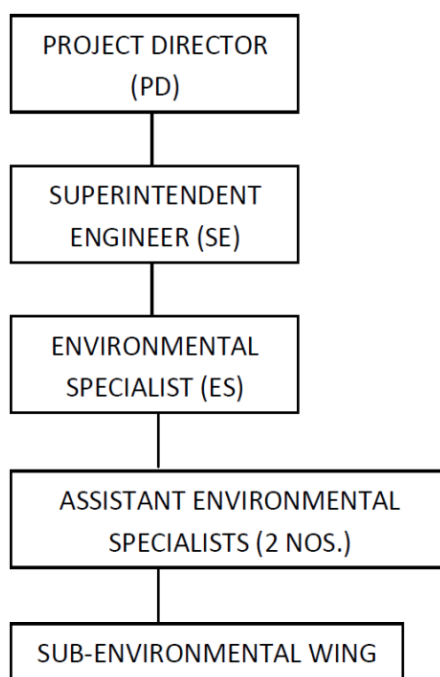 PROJECT DIRECTOR
(PD)
SUPERINTENDENT
ENGINEER (SE)
ENVIRONMENTAL
SPECIALIST (ES)
ASSISTANT ENVIRONMENTAL
SPECIALISTS (2 NOS.)
SUB-ENVIRONMENTAL WING